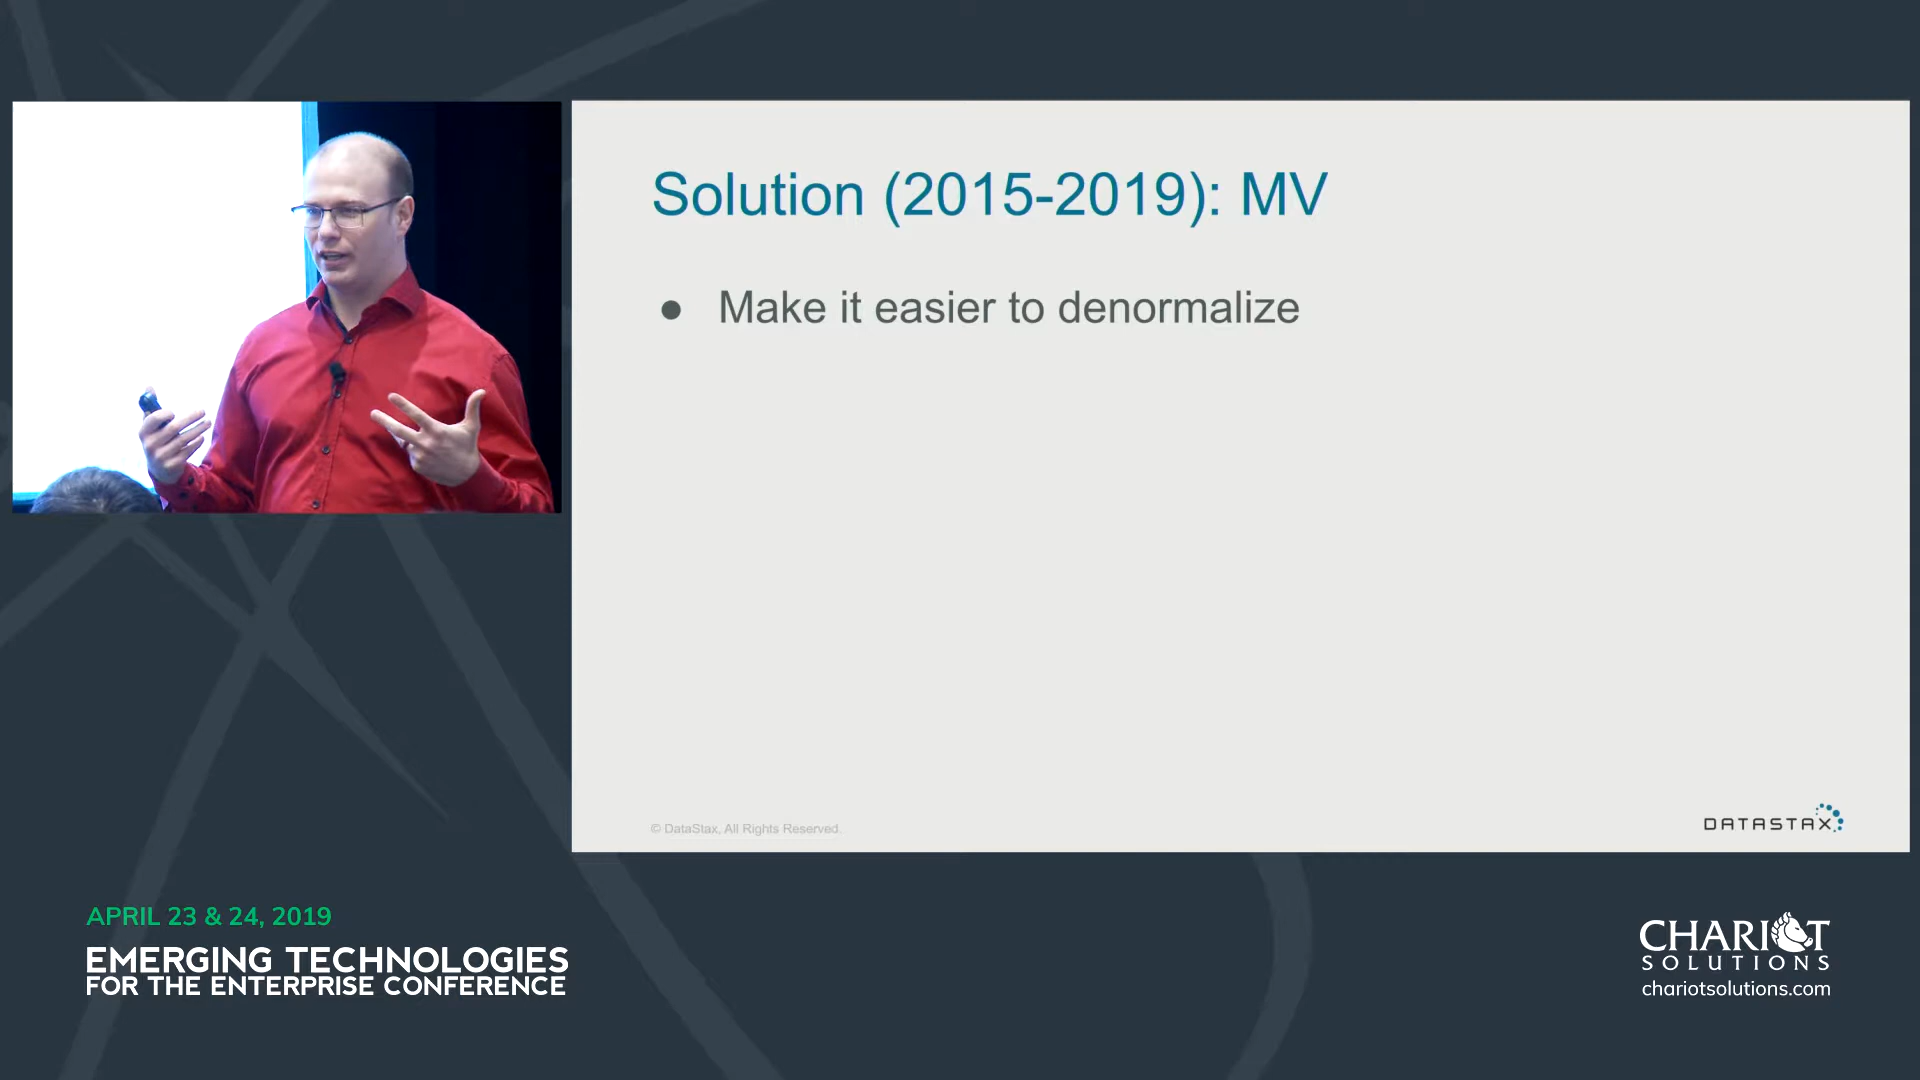 Solution (2015-2019): MV
● Make it easier to denormalize
© DataStax, All Rights Reserved.
DATASTAX
APRIL 23 & 24, 2019
EMERGING TECHNOLOGIES
FOR THE ENTERPRISE CONFERENCE
CHARIOT
SOLUTIONS
chariotsolutions.com